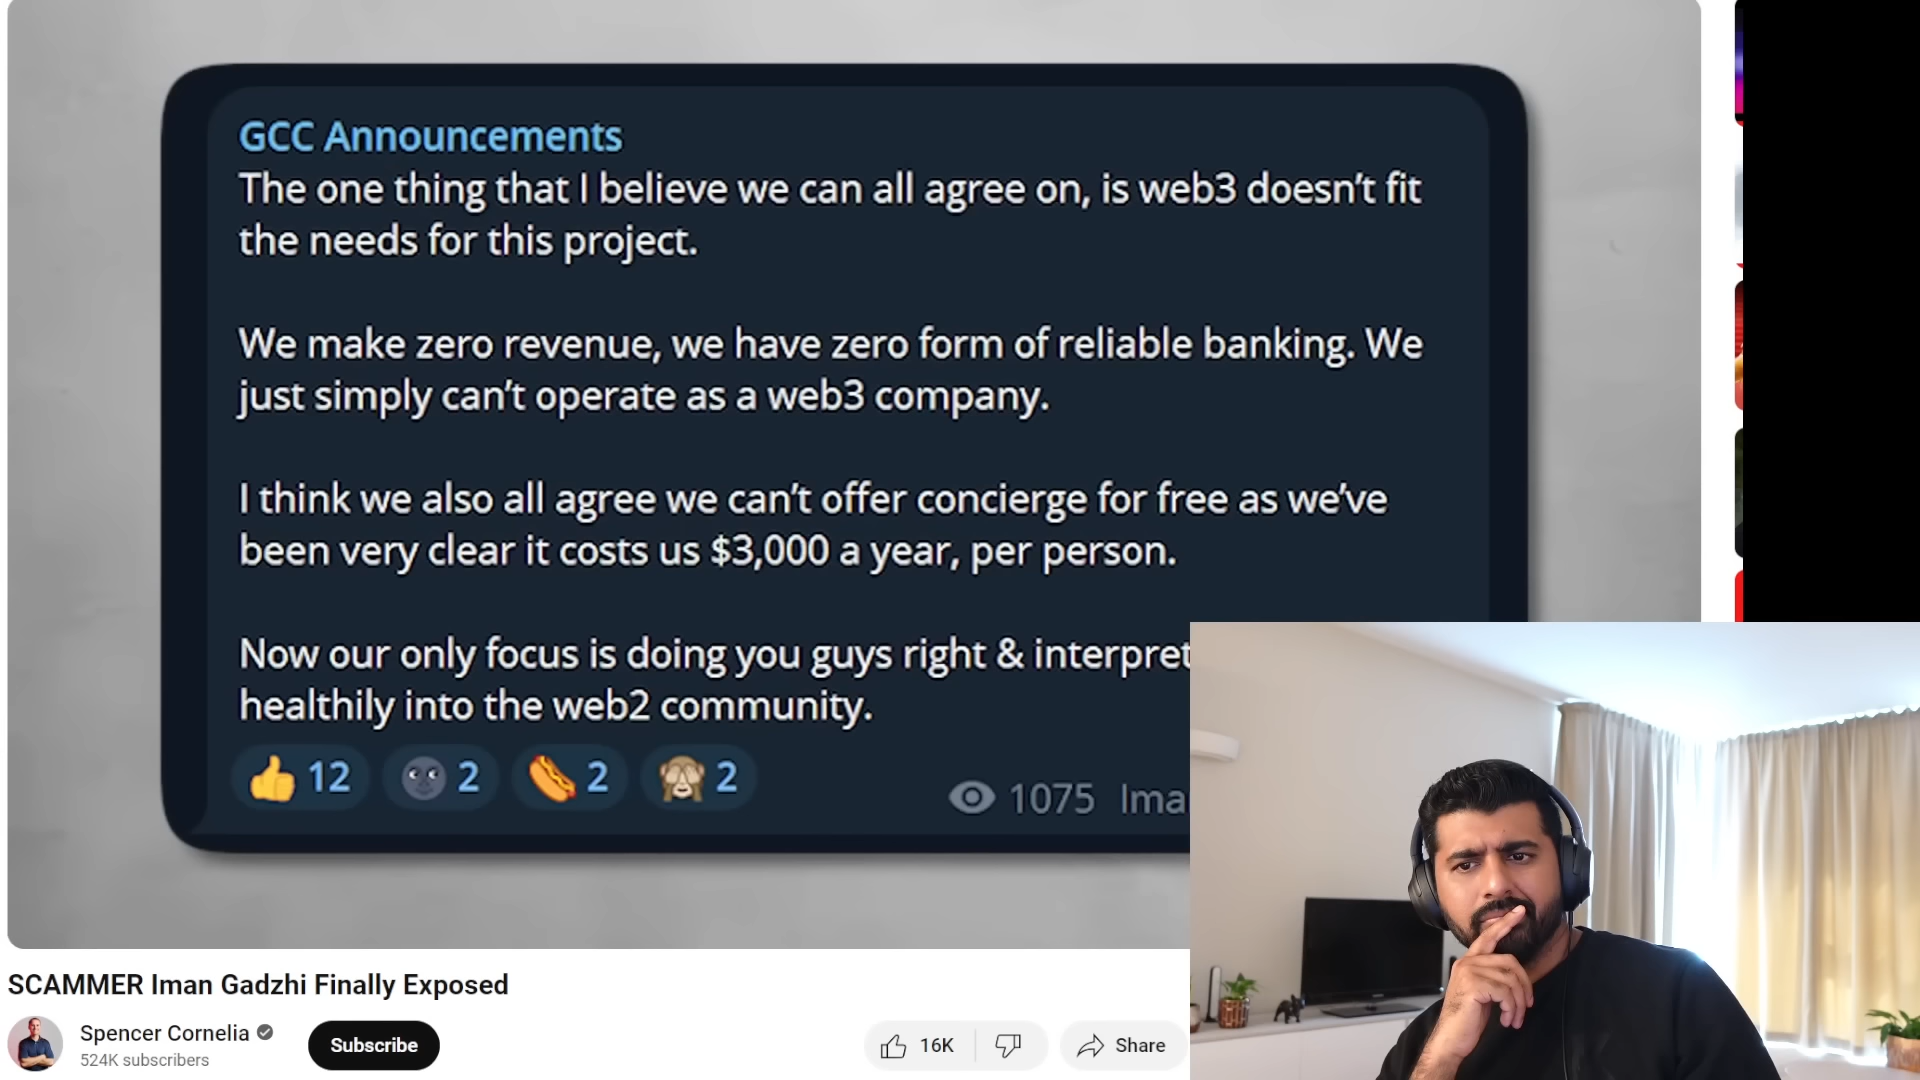 GCC Announcements
The one thing that I believe we can all agree on, is web3 doesn't fit
the needs for this project.
We make zero revenue, we have zero form of reliable banking. We
just simply can't operate as a web3 company.
I think we also all agree we can't offer concierge for free as we've
been very clear it costs us $3,000 a year, per person.
Now our only focus is doing you guys right & interpret
healthily into the web2 community.
12 2 2 2
1075 Ima
SCAMMER Iman Gadzhi Finally Exposed
Spencer Cornelia
524K subscribers
Subscribe
16K
Share